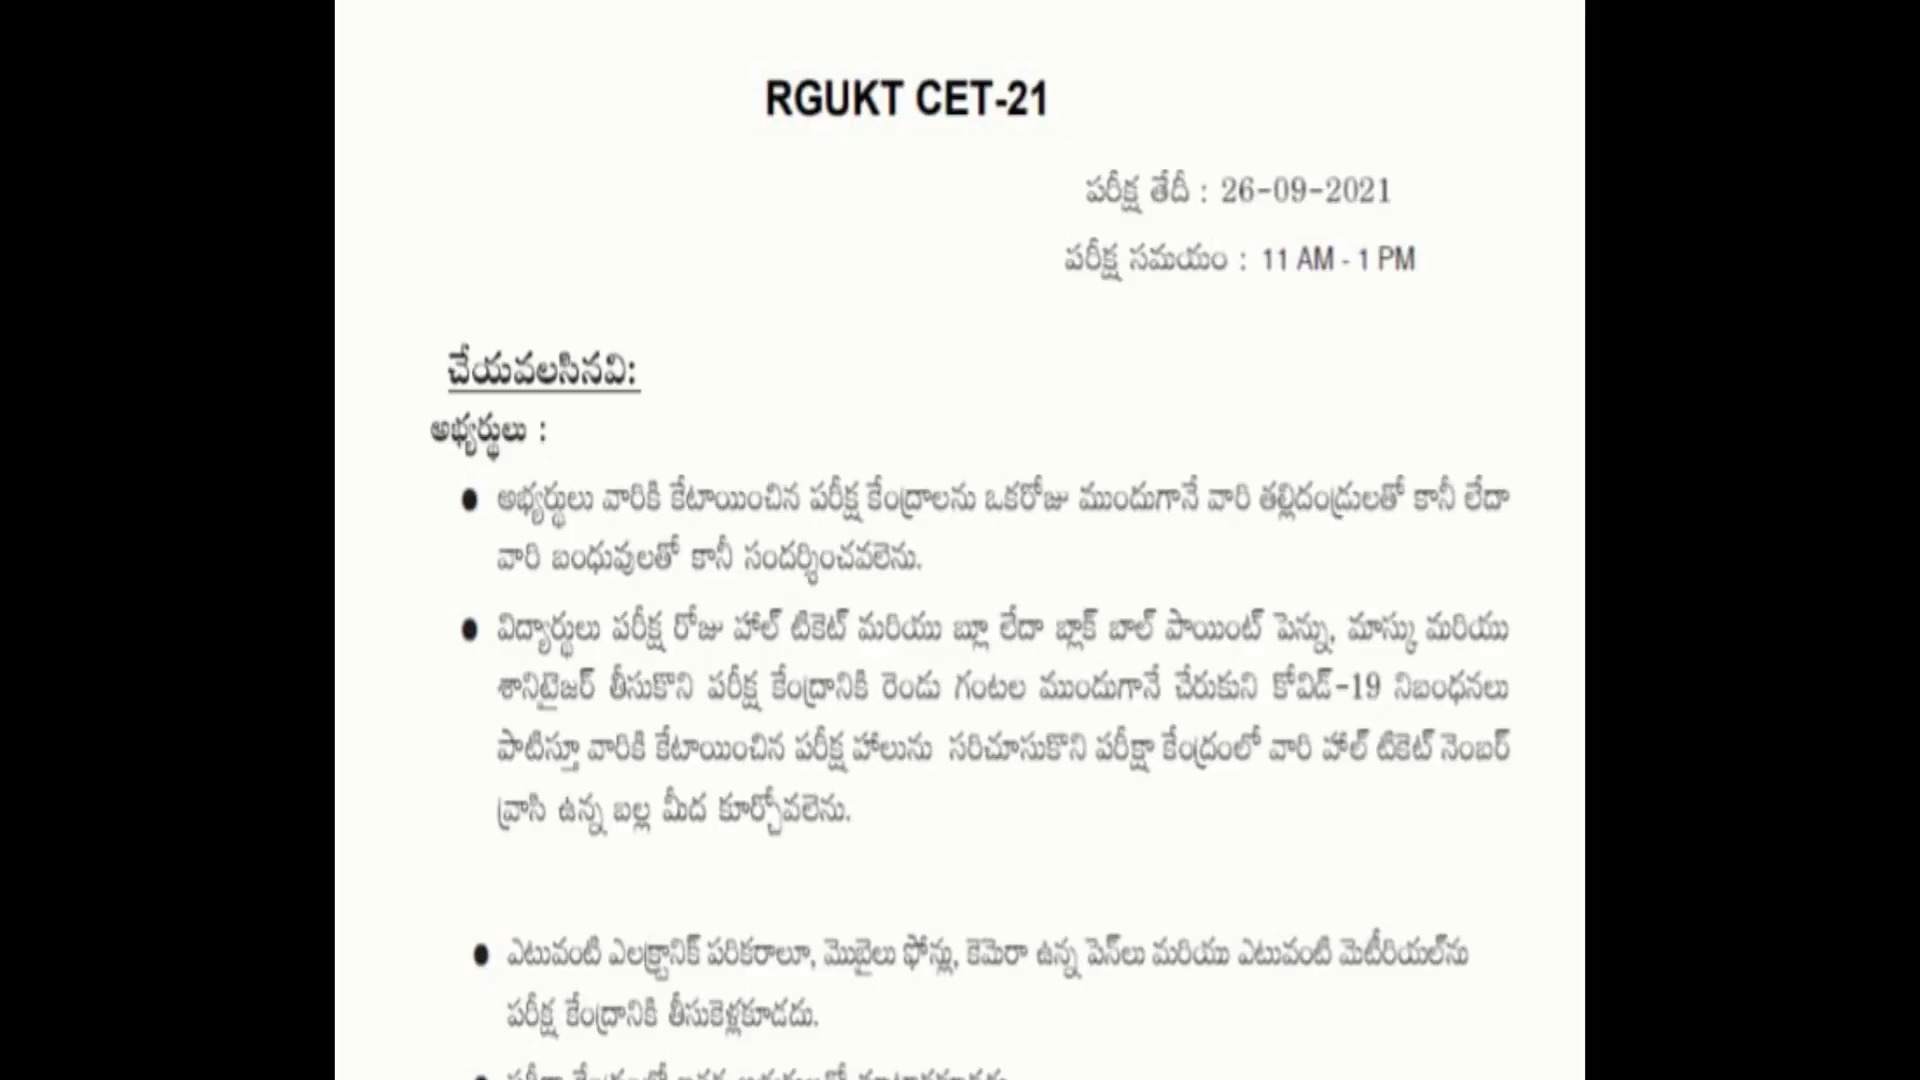 RGUKT CET-21
పరీక్ష తేదీ : 26-09-2021
పరీక్ష సమయం : 11 AM - 1 PM
చేయవలసినవి:
అభ్యర్థులు :
● అభ్యర్థులు వారికి కేటాయించిన పరీక్ష కేంద్రాలను ఒకరోజు ముందుగానే వారి తల్లిదండ్రులతో కానీ లేదా
వారి బంధువులతో కానీ సందర్శించవలెను.
● విద్యార్థులు పరీక్ష రోజు హాల్ టికెట్ మరియు బ్లూ లేదా బ్లాక్ బాల్ పాయింట్ పెన్ను, మాస్కు మరియు
శానిటైజర్ తీసుకొని పరీక్ష కేంద్రానికి రెండు గంటల ముందుగానే చేరుకుని కోవిడ్-19 నిబంధనలు
పాటిస్తూ వారికి కేటాయించిన పరీక్ష హాలును సరిచూసుకొని పరీక్షా కేంద్రంలో వారి హాల్ టికెట్ నెంబర్
వ్రాసి ఉన్న బల్ల మీద కూర్చోవలెను.
● ఎటువంటి ఎలక్ట్రానిక్ పరికరాలూ, మొబైలు ఫోన్లు, కెమెరా ఉన్న పెన్‌లు మరియు ఎటువంటి మెటీరియల్‌ను
పరీక్ష కేంద్రానికి తీసుకెళ్లకూడదు.